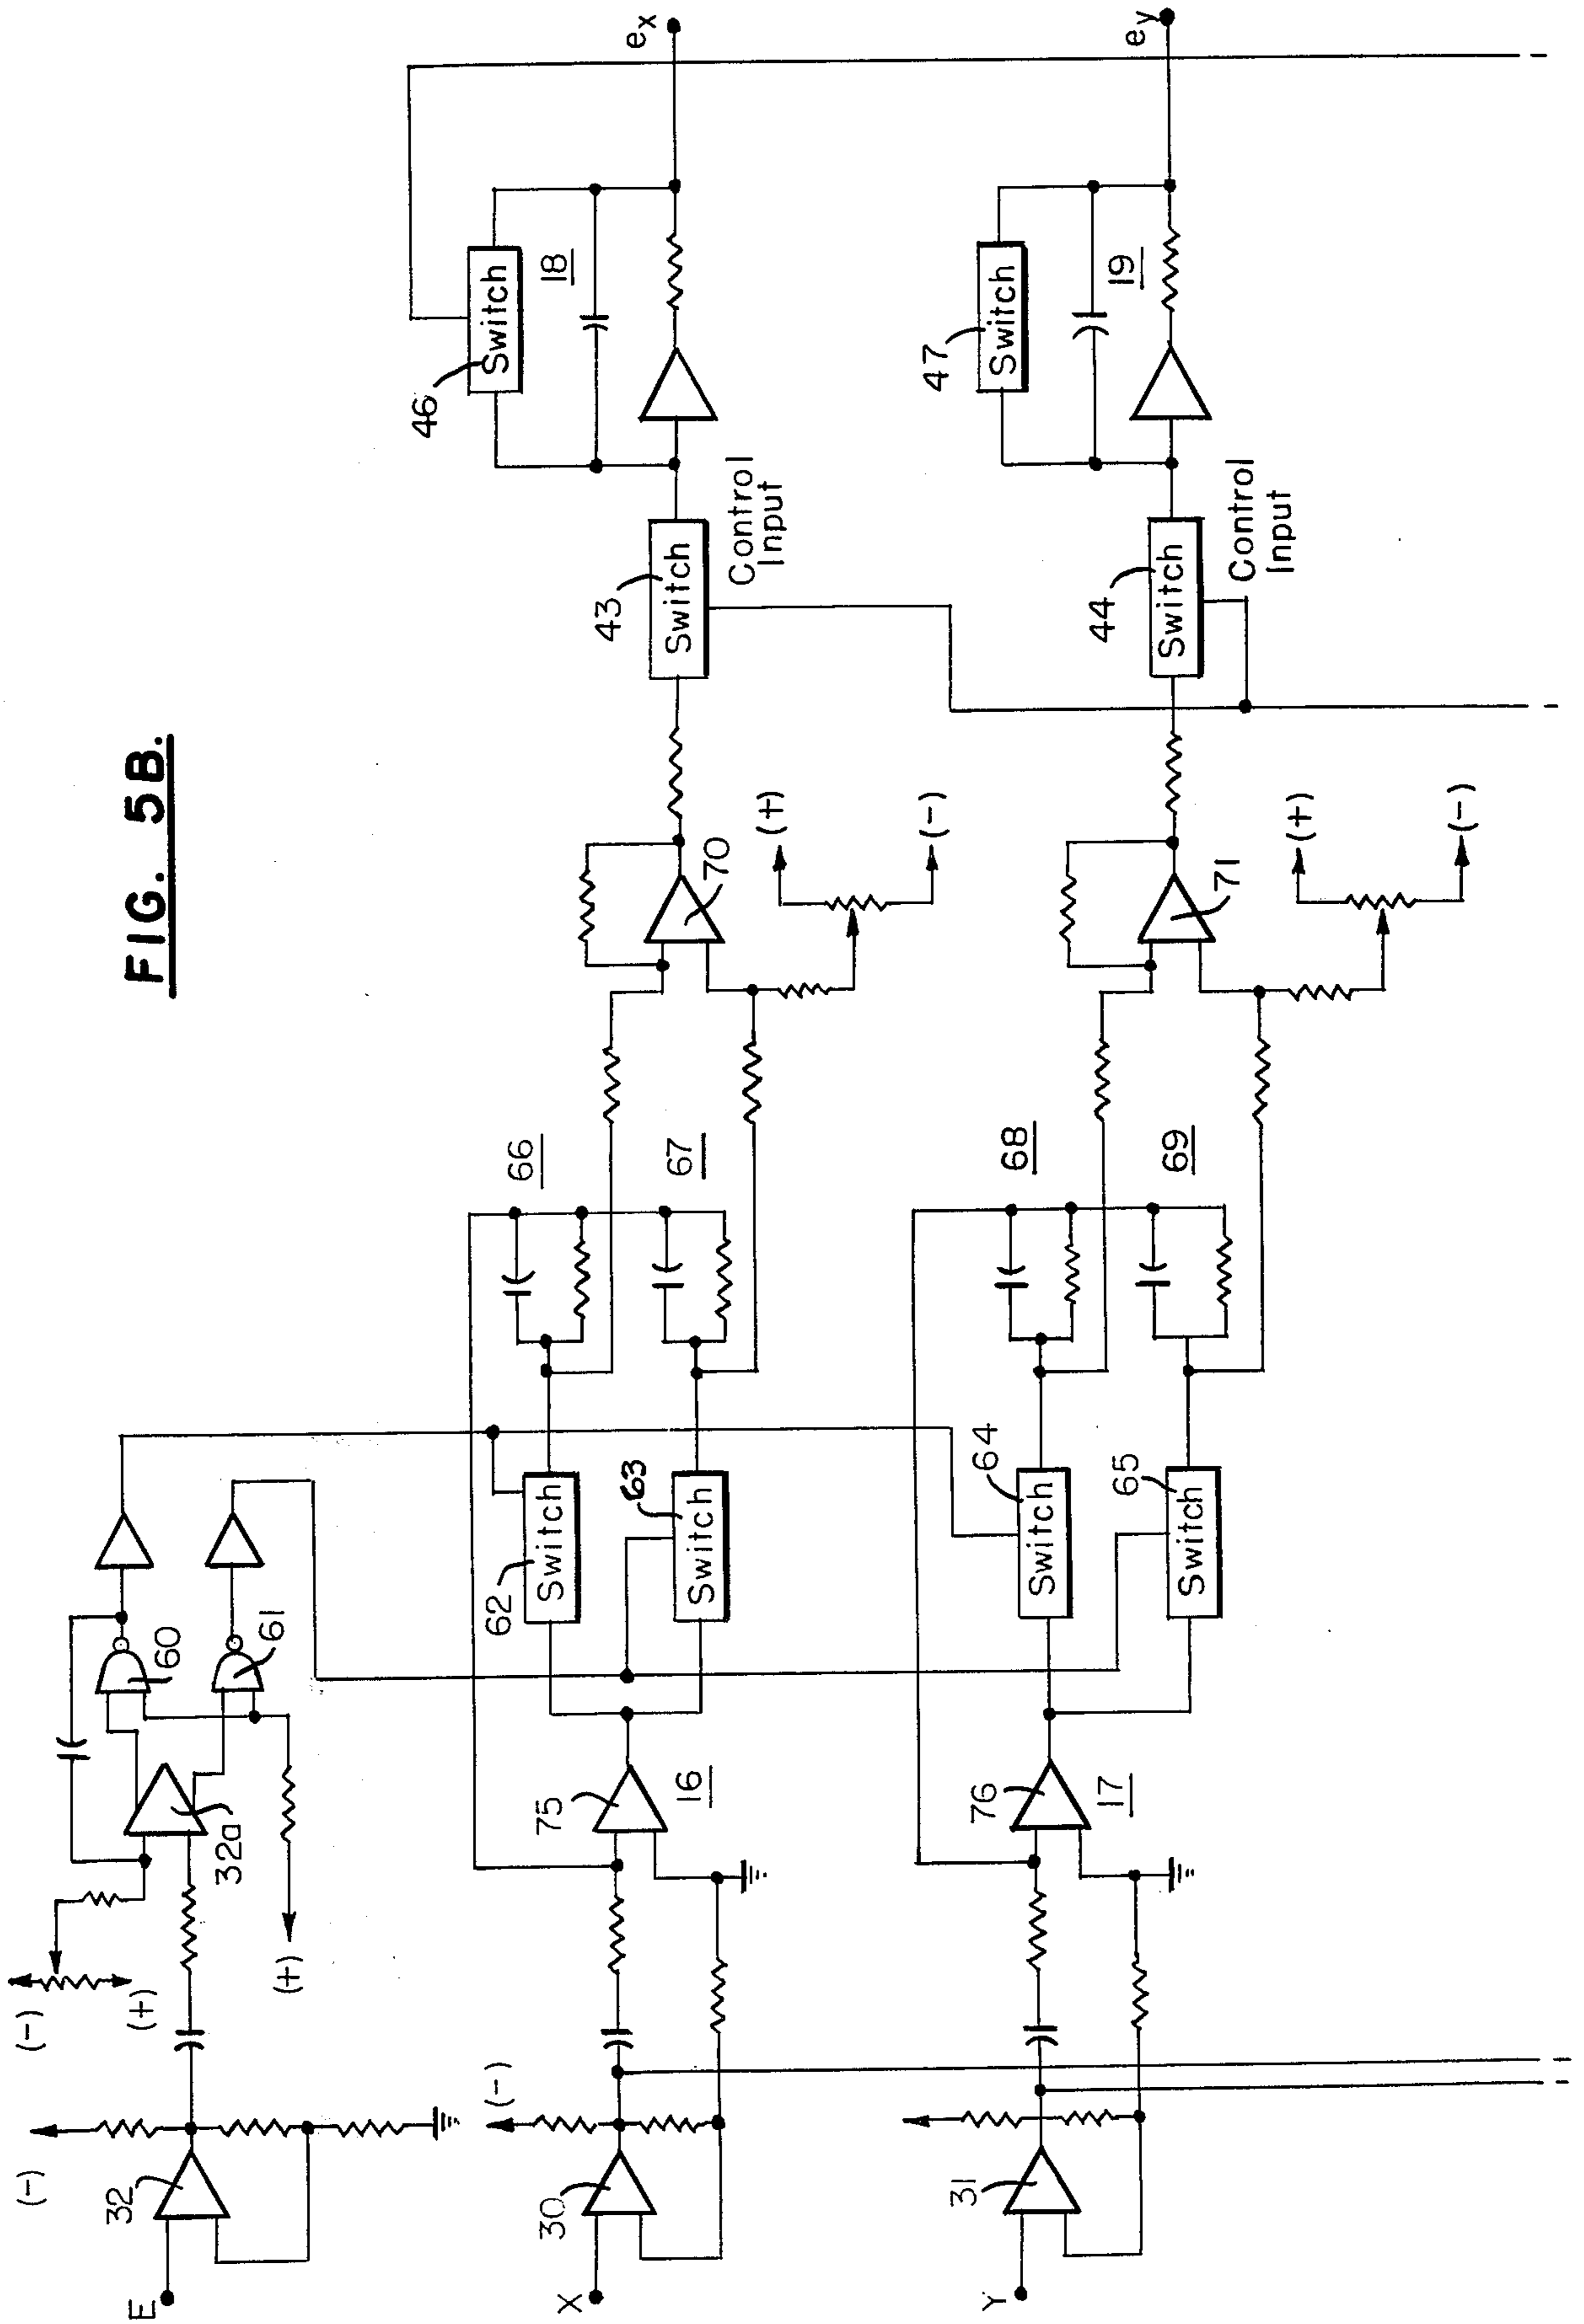 FIG. 5B.
(-)
(-)
(+)
E
32
32a
60
61
(+)
X
30
(-)
75
16
62
Switch
63
Switch
66
67
70
(+)
(-)
43
Switch
Control
Input
46
Switch
18
ex
Y
31
76
17
64
Switch
65
Switch
68
69
71
(+)
(-)
44
Switch
Control
Input
47
Switch
19
ey